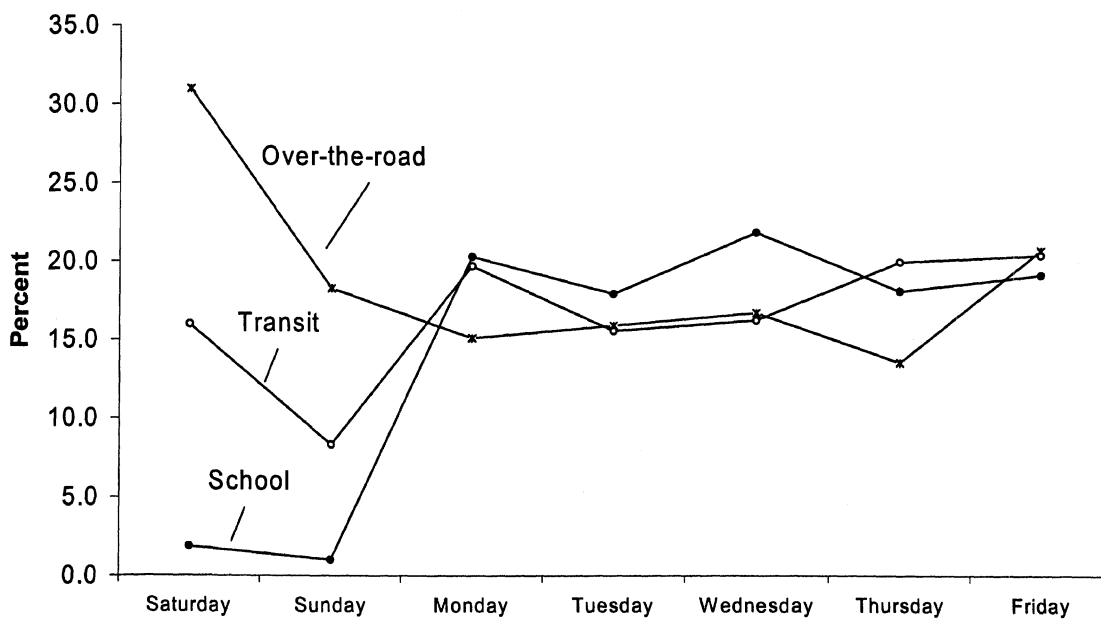 35.0
30.0
25.0
20.0
15.0
10.0
5.0
0.0
Percent
Over-the-road
Transit
School
Saturday Sunday Monday Tuesday Wednesday Thursday Friday